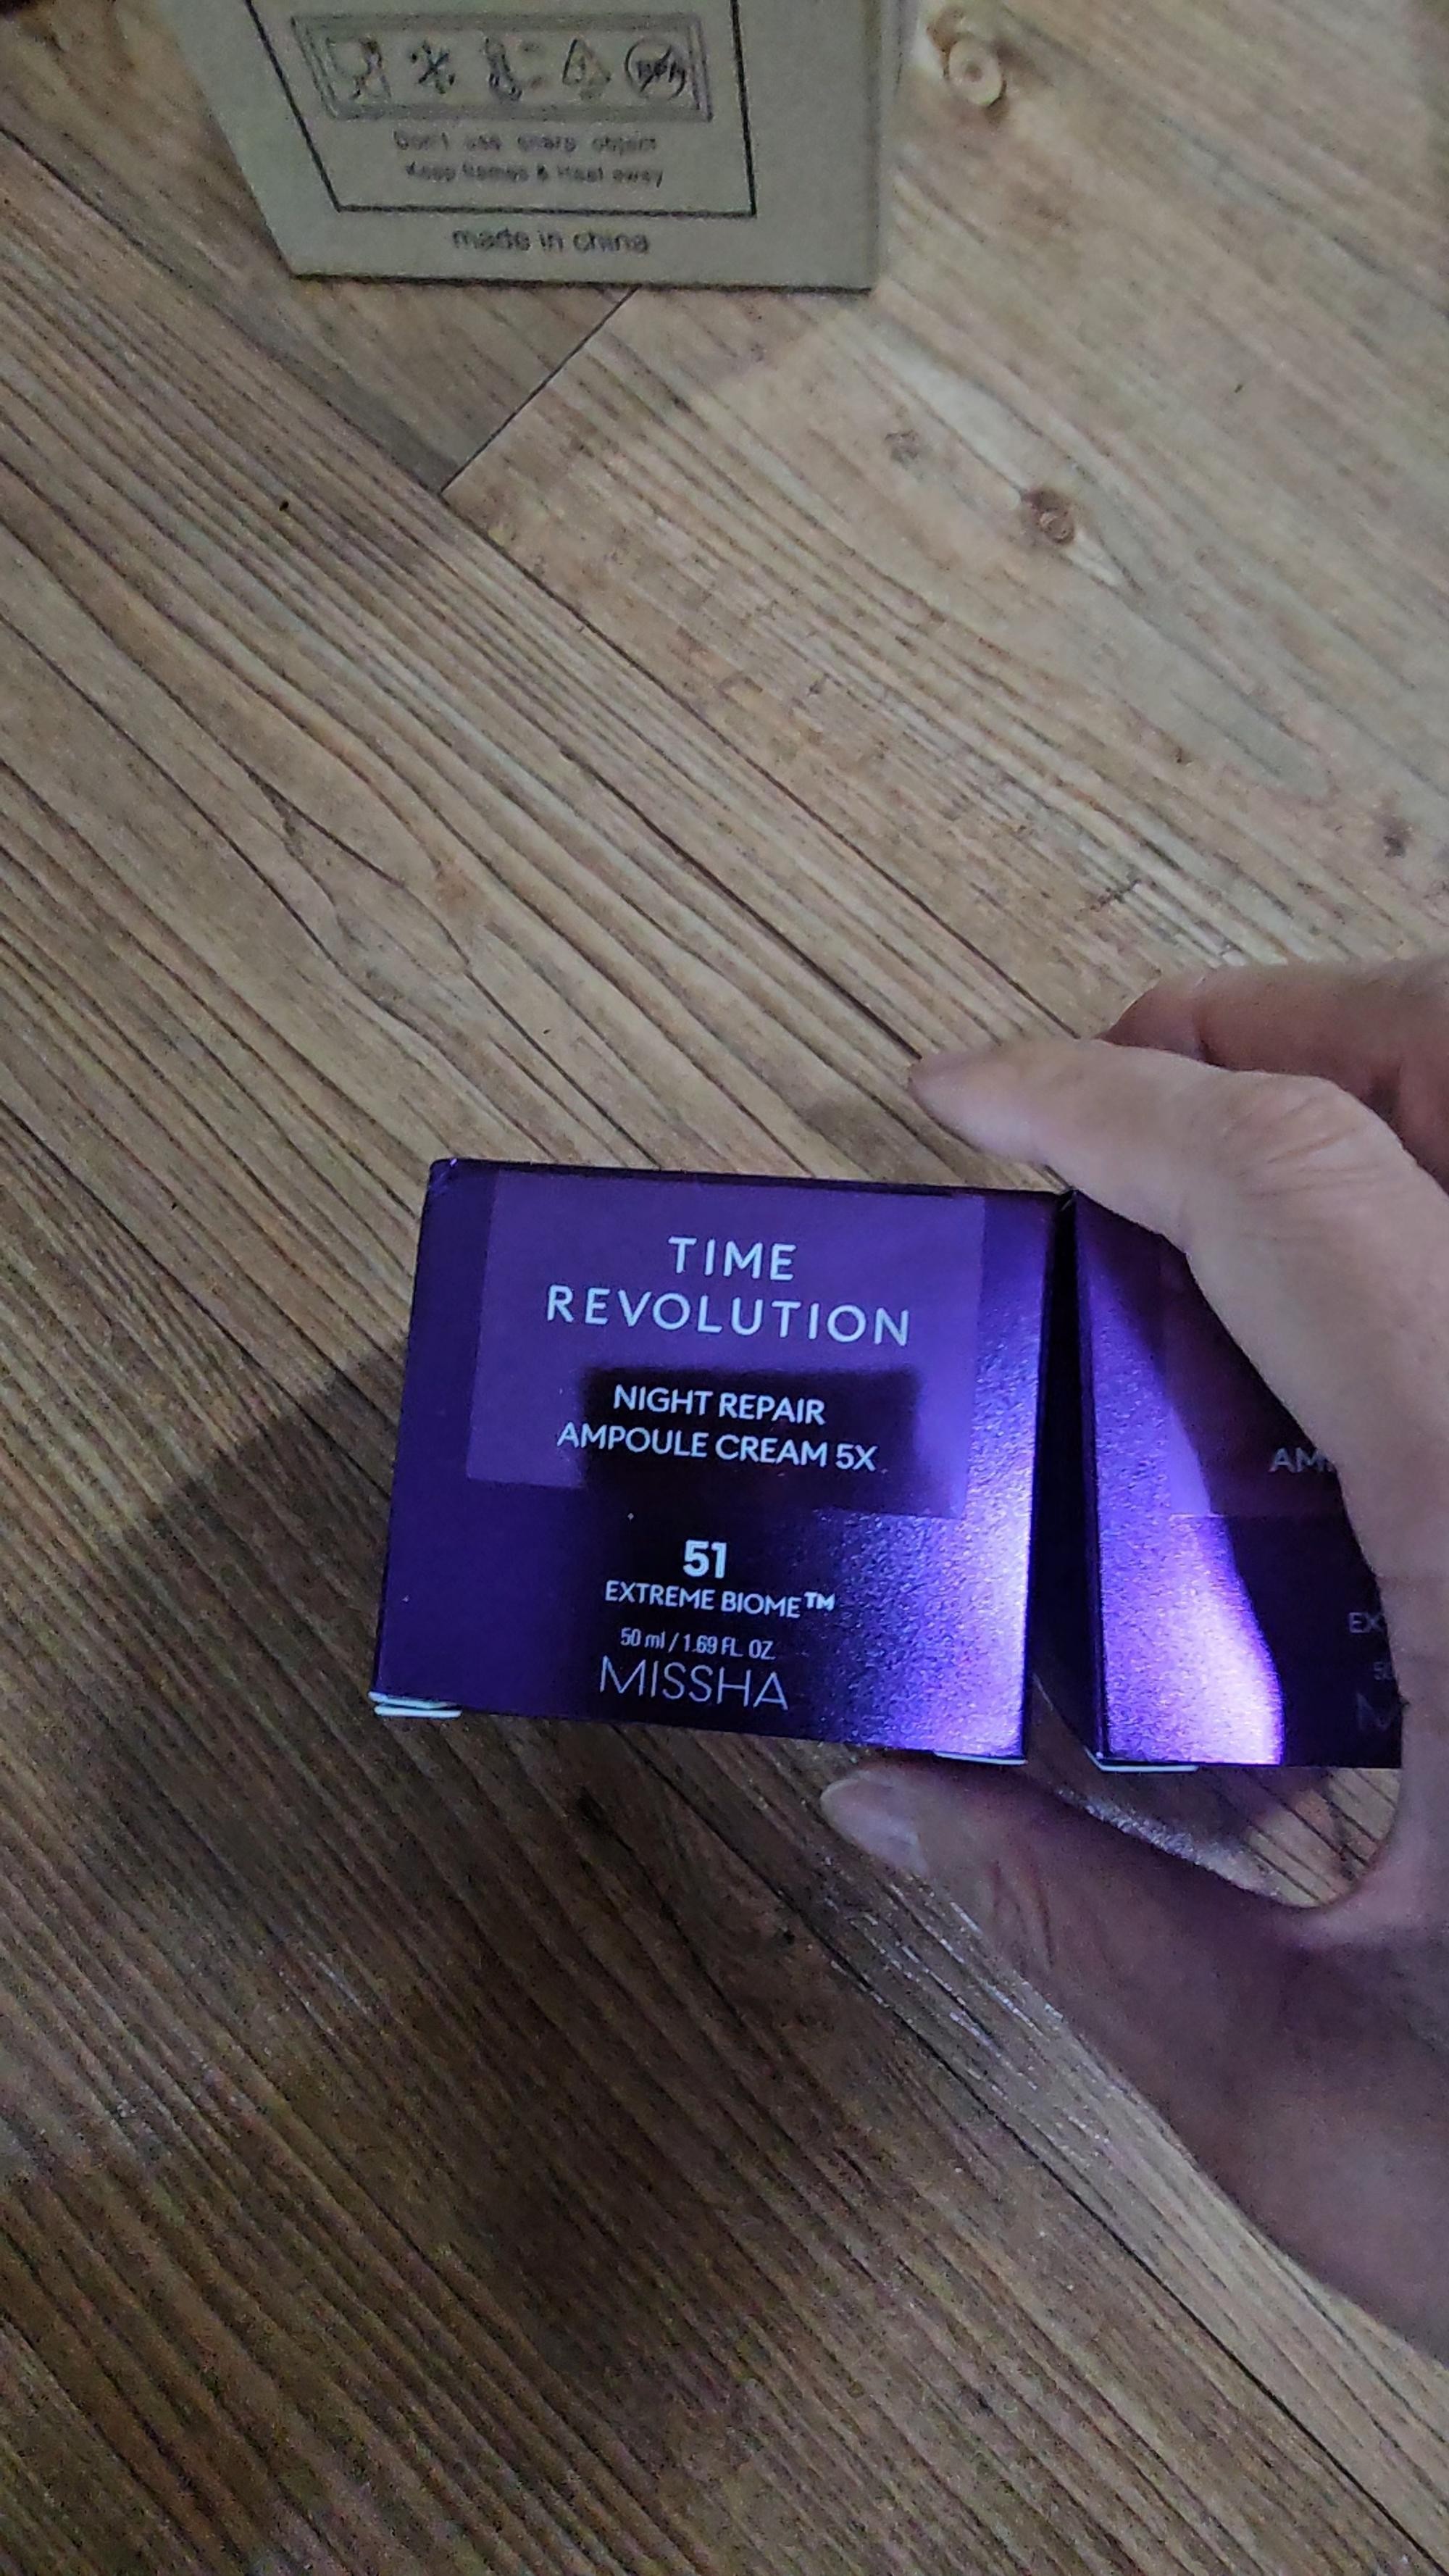 Don't use sharp object
Keep flames & Heat away
made in china
TIME
REVOLUTION
NIGHT REPAIR
AMPOULE CREAM 5X
51
EXTREME BIOME™
50 ml / 1.69 FL. OZ.
MISSHA